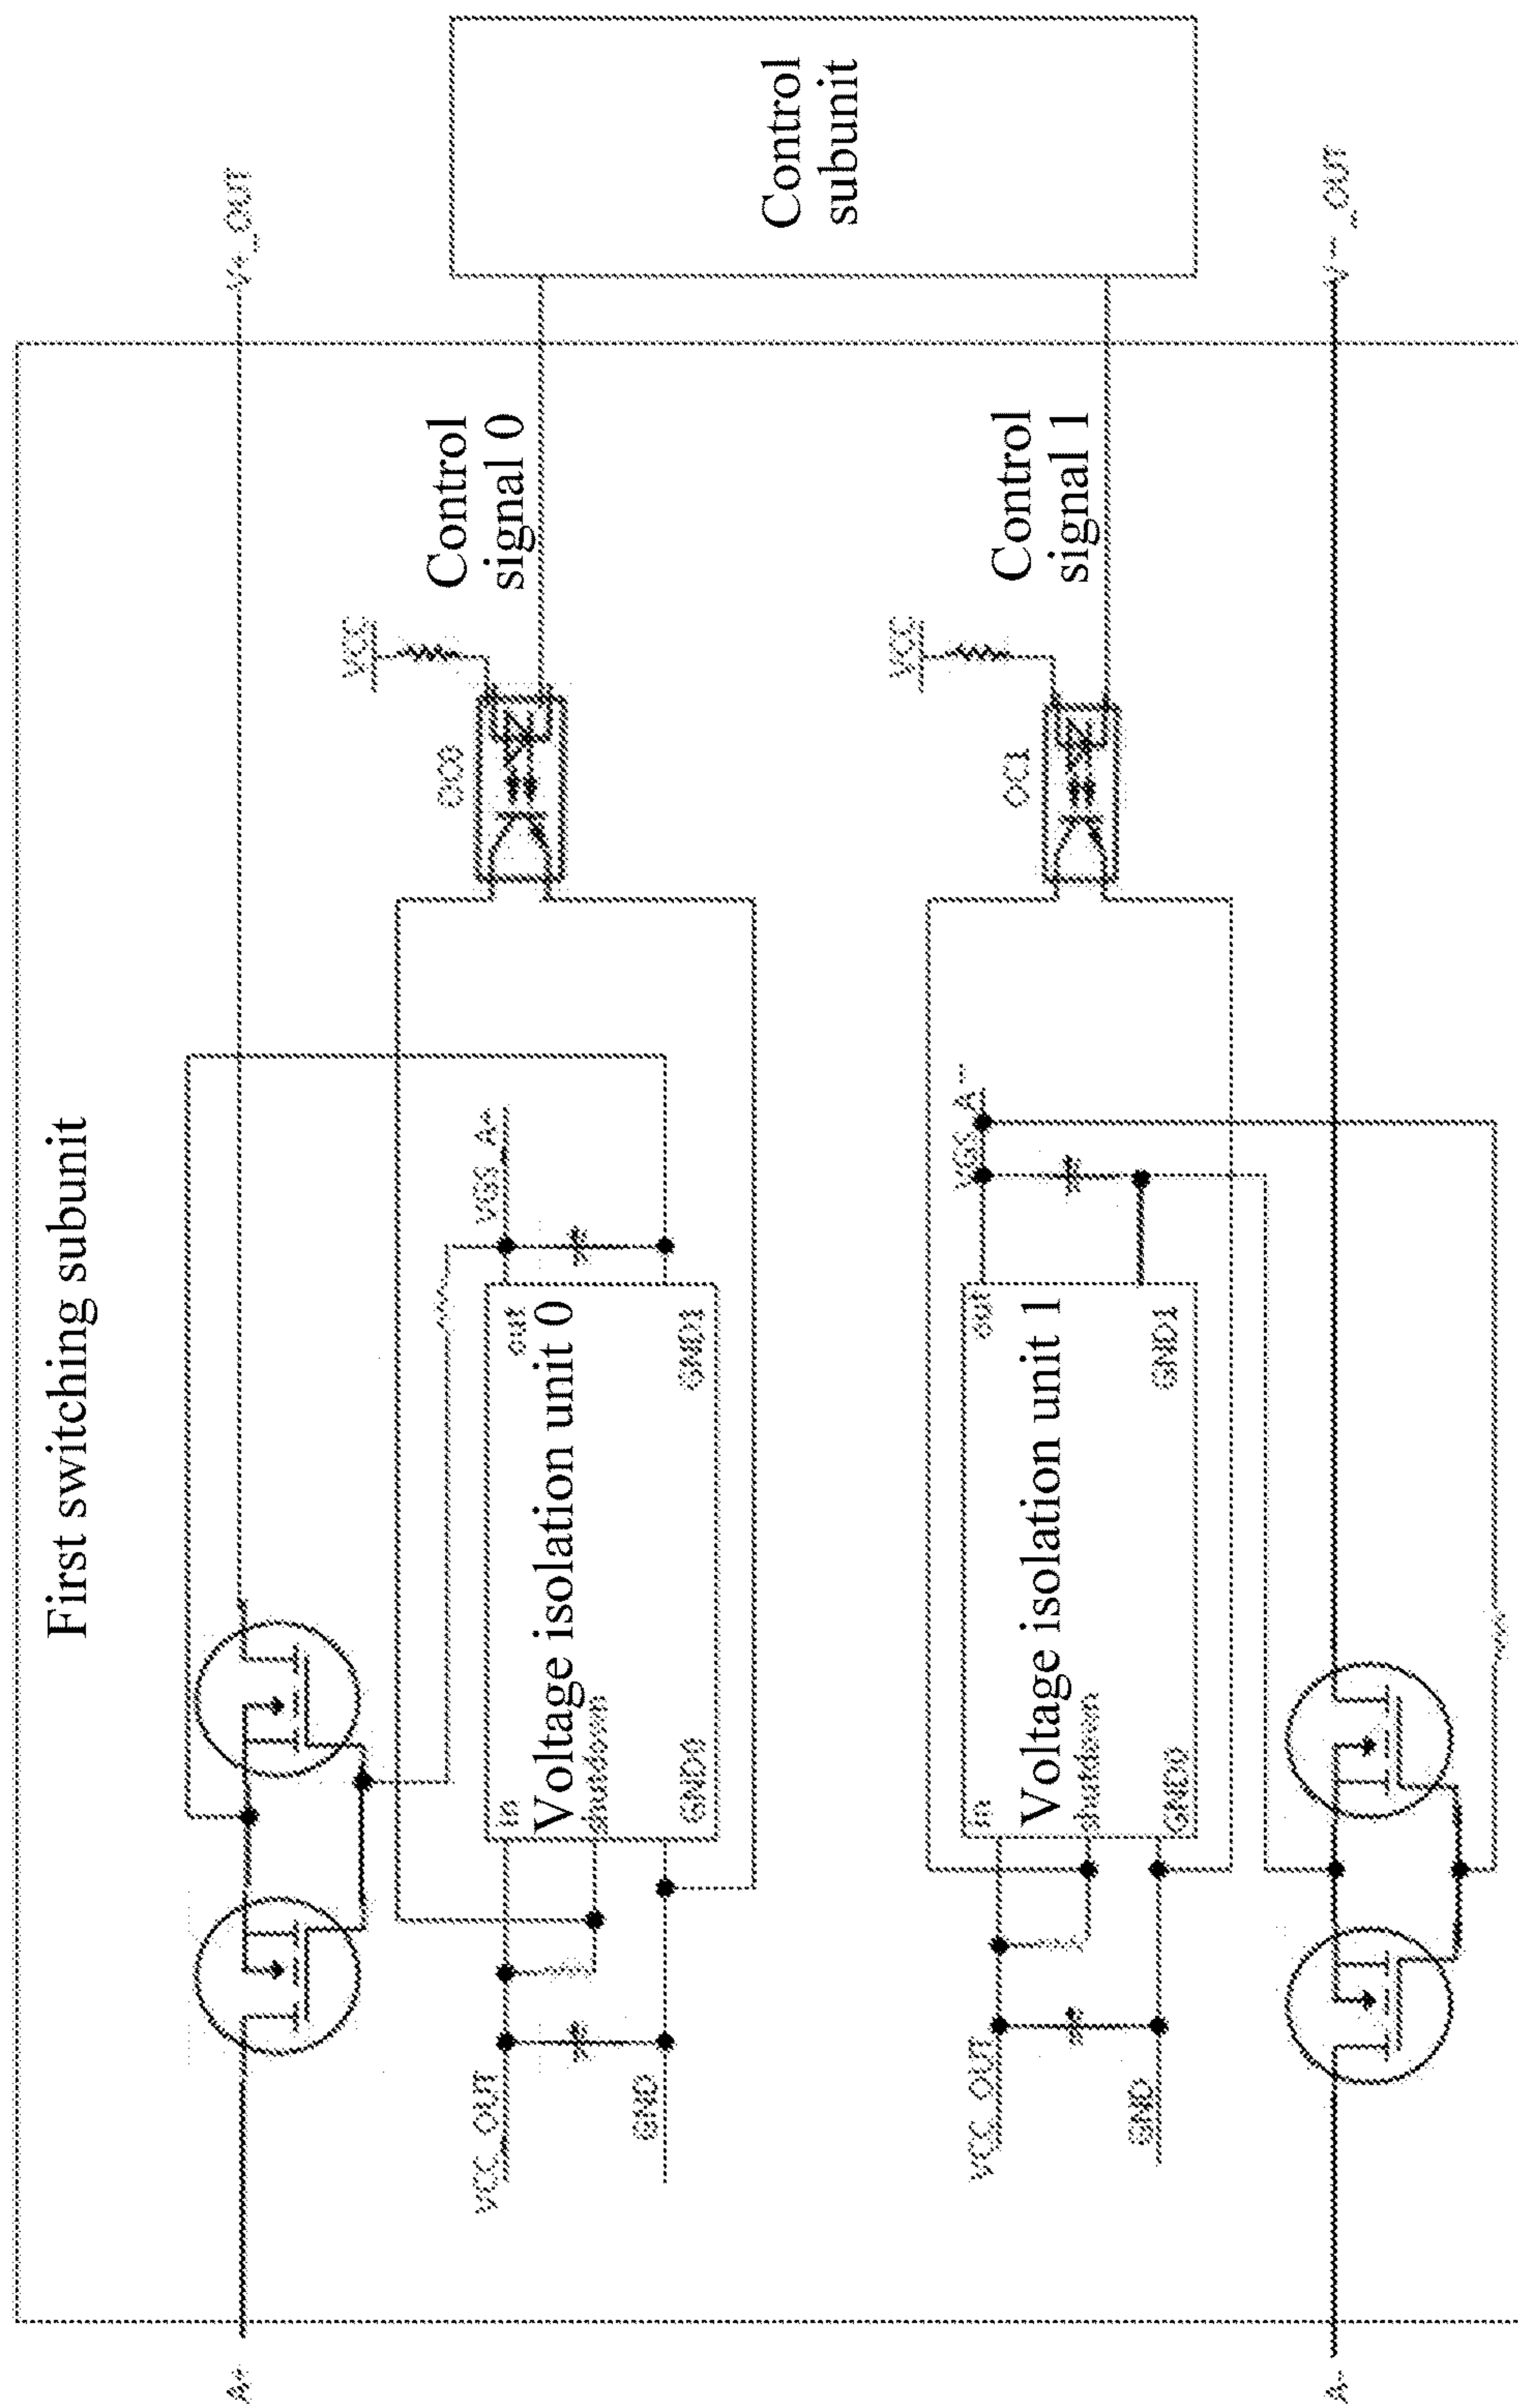 First switching subunit
A+
V+_OUT
VCC_OUT
GND
in
shutdown
GND0
Voltage isolation unit 0
out
GND1
VGS_A+
OC0
VCC
Control
signal 0
Control
subunit
VCC_OUT
GND
in
shutdown
GND0
Voltage isolation unit 1
out
GND1
VGS_A-
OC1
VCC
Control
signal 1
A-
V-_OUT